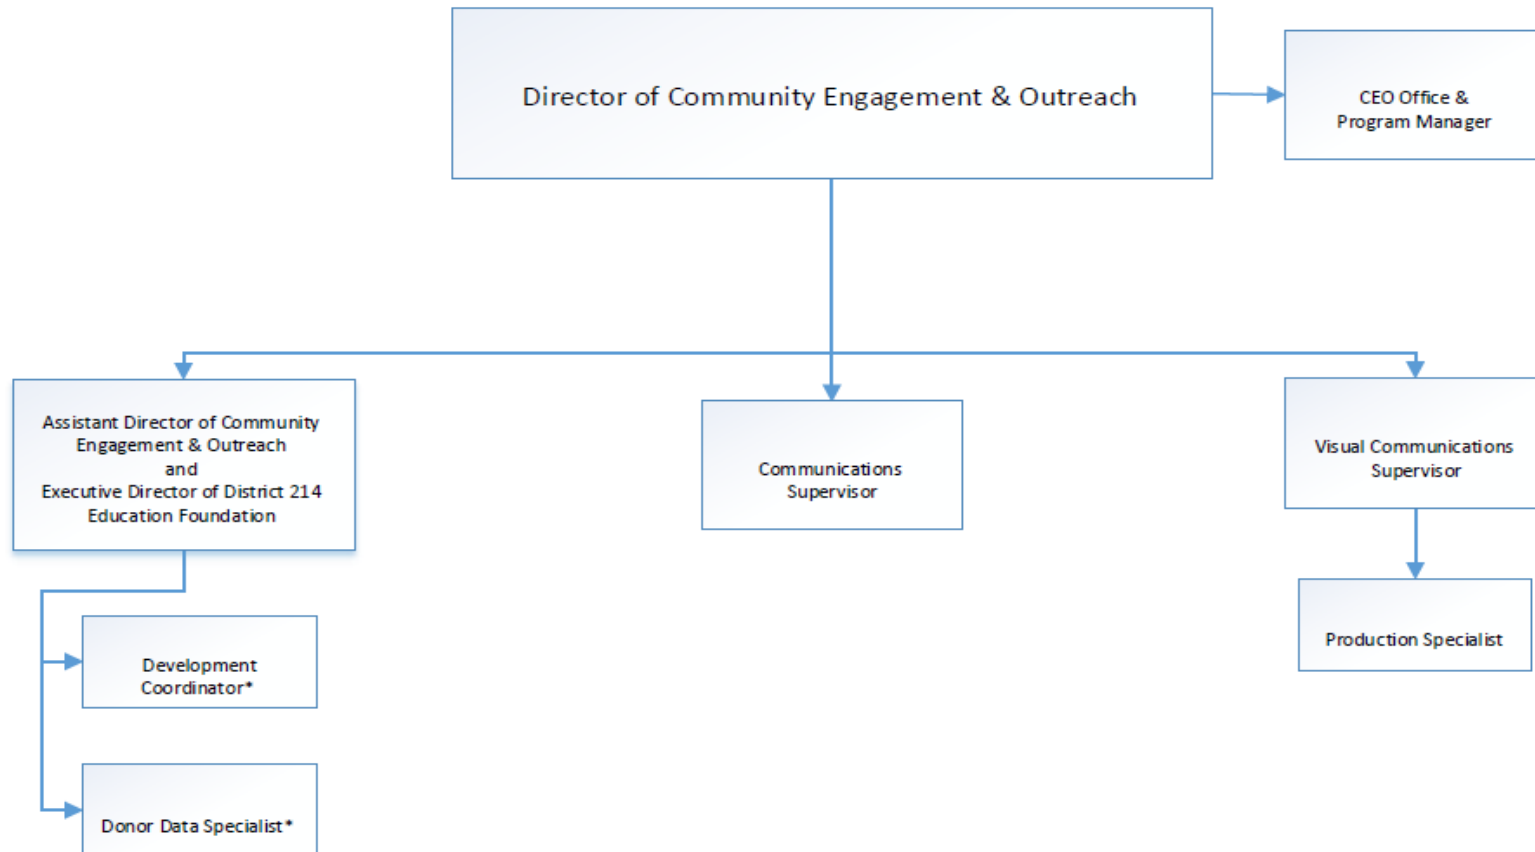 Director of Community Engagement & Outreach
CEO Office &
Program Manager
Assistant Director of Community
Engagement & Outreach
and
Executive Director of District 214
Education Foundation
Communications
Supervisor
Visual Communications
Supervisor
Production Specialist
Development
Coordinator*
Donor Data Specialist*